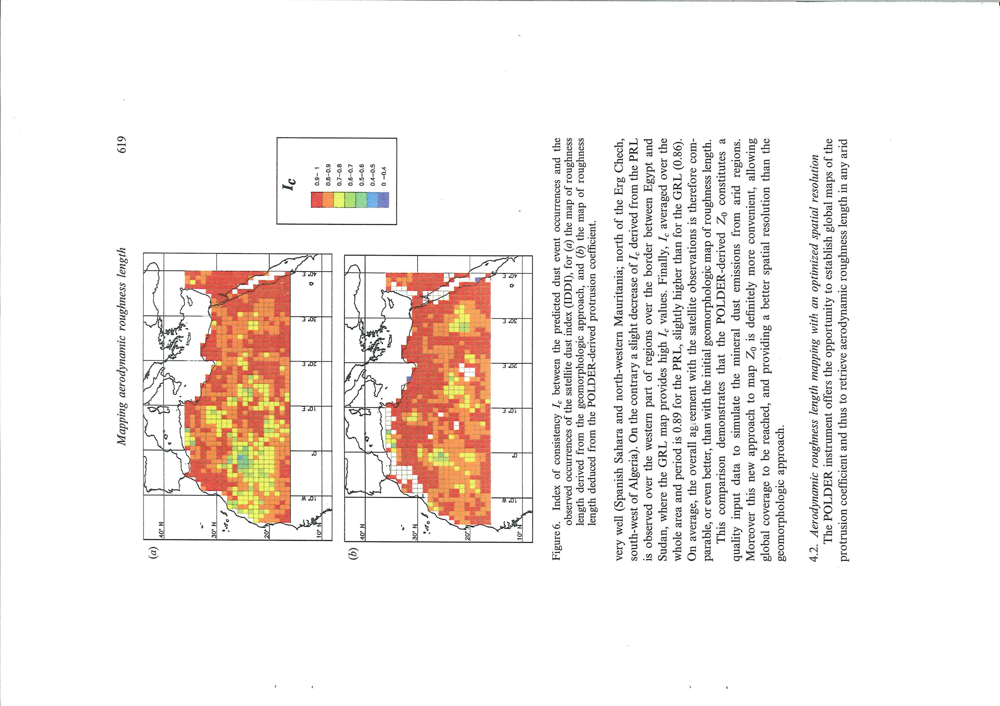 Mapping aerodynamic roughness length 619
(a)
40° N
30° N
20°
10° N
10° W
0°
10° E
20° E
30° E
40° E
(b)
40° N
30° N
20°
10° N
10° W
0°
10° E
20° E
30° E
40° E
Ic
0.9– 1
0.8–0.9
0.7–0.8
0.6–0.7
0.5–0.6
0.4–0.5
0 –0.4
Figure 6. Index of consistency Ic between the predicted dust event occurrences and the
observed occurrences of the satellite dust index (IDDI), for (a) the map of roughness
length derived from the geomorphologic approach, and (b) the map of roughness
length deduced from the POLDER-derived protrusion coefficient.
very well (Spanish Sahara and north-western Mauritania; north of the Erg Chech,
south-west of Algeria). On the contrary a slight decrease of Ic derived from the PRL
is observed over the western part of regions over the border between Egypt and
Sudan, where the GRL map provides high Ic values. Finally, Ic averaged over the
whole area and period is 0.89 for the PRL, slightly higher than for the GRL (0.86).
On average, the overall agreement with the satellite observations is therefore com-
parable, or even better, than with the initial geomorphologic map of roughness length.
This comparison demonstrates that the POLDER-derived Z0 constitutes a
quality input data to simulate the mineral dust emissions from arid regions.
Moreover this new approach to map Z0 is definitely more convenient, allowing
global coverage to be reached, and providing a better spatial resolution than the
geomorphologic approach.
4.2. Aerodynamic roughness length mapping with an optimized spatial resolution
The POLDER instrument offers the opportunity to establish global maps of the
protrusion coefficient and thus to retrieve aerodynamic roughness length in any arid